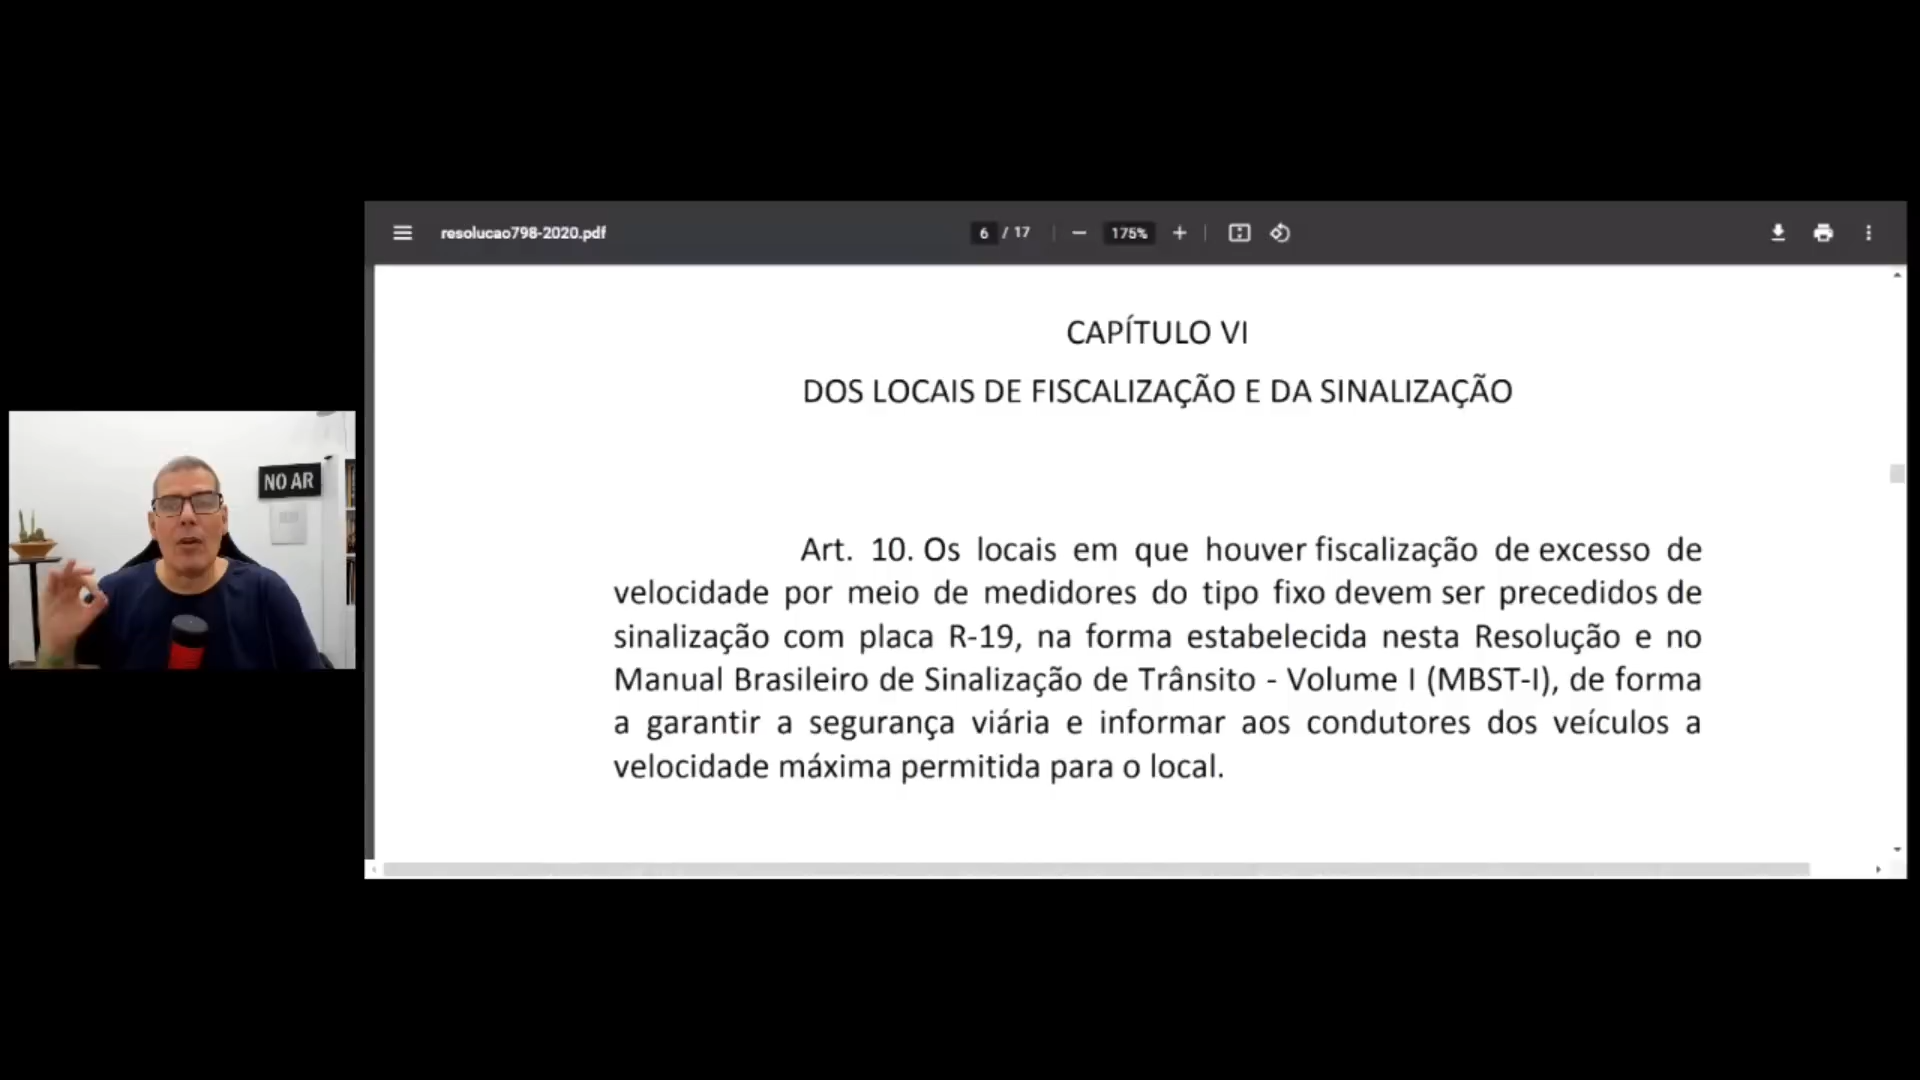 resolucao798-2020.pdf
6 / 17
175%
CAPÍTULO VI
DOS LOCAIS DE FISCALIZAÇÃO E DA SINALIZAÇÃO
NO AR
Art. 10. Os locais em que houver fiscalização de excesso de
velocidade por meio de medidores do tipo fixo devem ser precedidos de
sinalização com placa R-19, na forma estabelecida nesta Resolução e no
Manual Brasileiro de Sinalização de Trânsito - Volume I (MBST-I), de forma
a garantir a segurança viária e informar aos condutores dos veículos a
velocidade máxima permitida para o local.